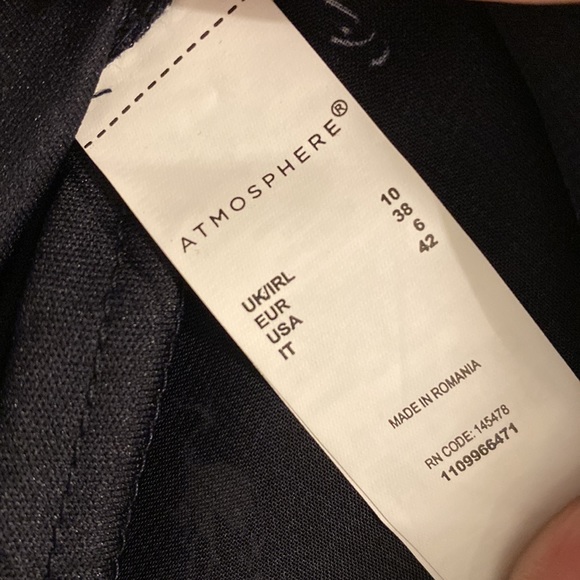 ATMOSPHERE®
UK/IRL 10
EUR 38
USA 6
IT 42
MADE IN ROMANIA
RN CODE: 145478
1109966471